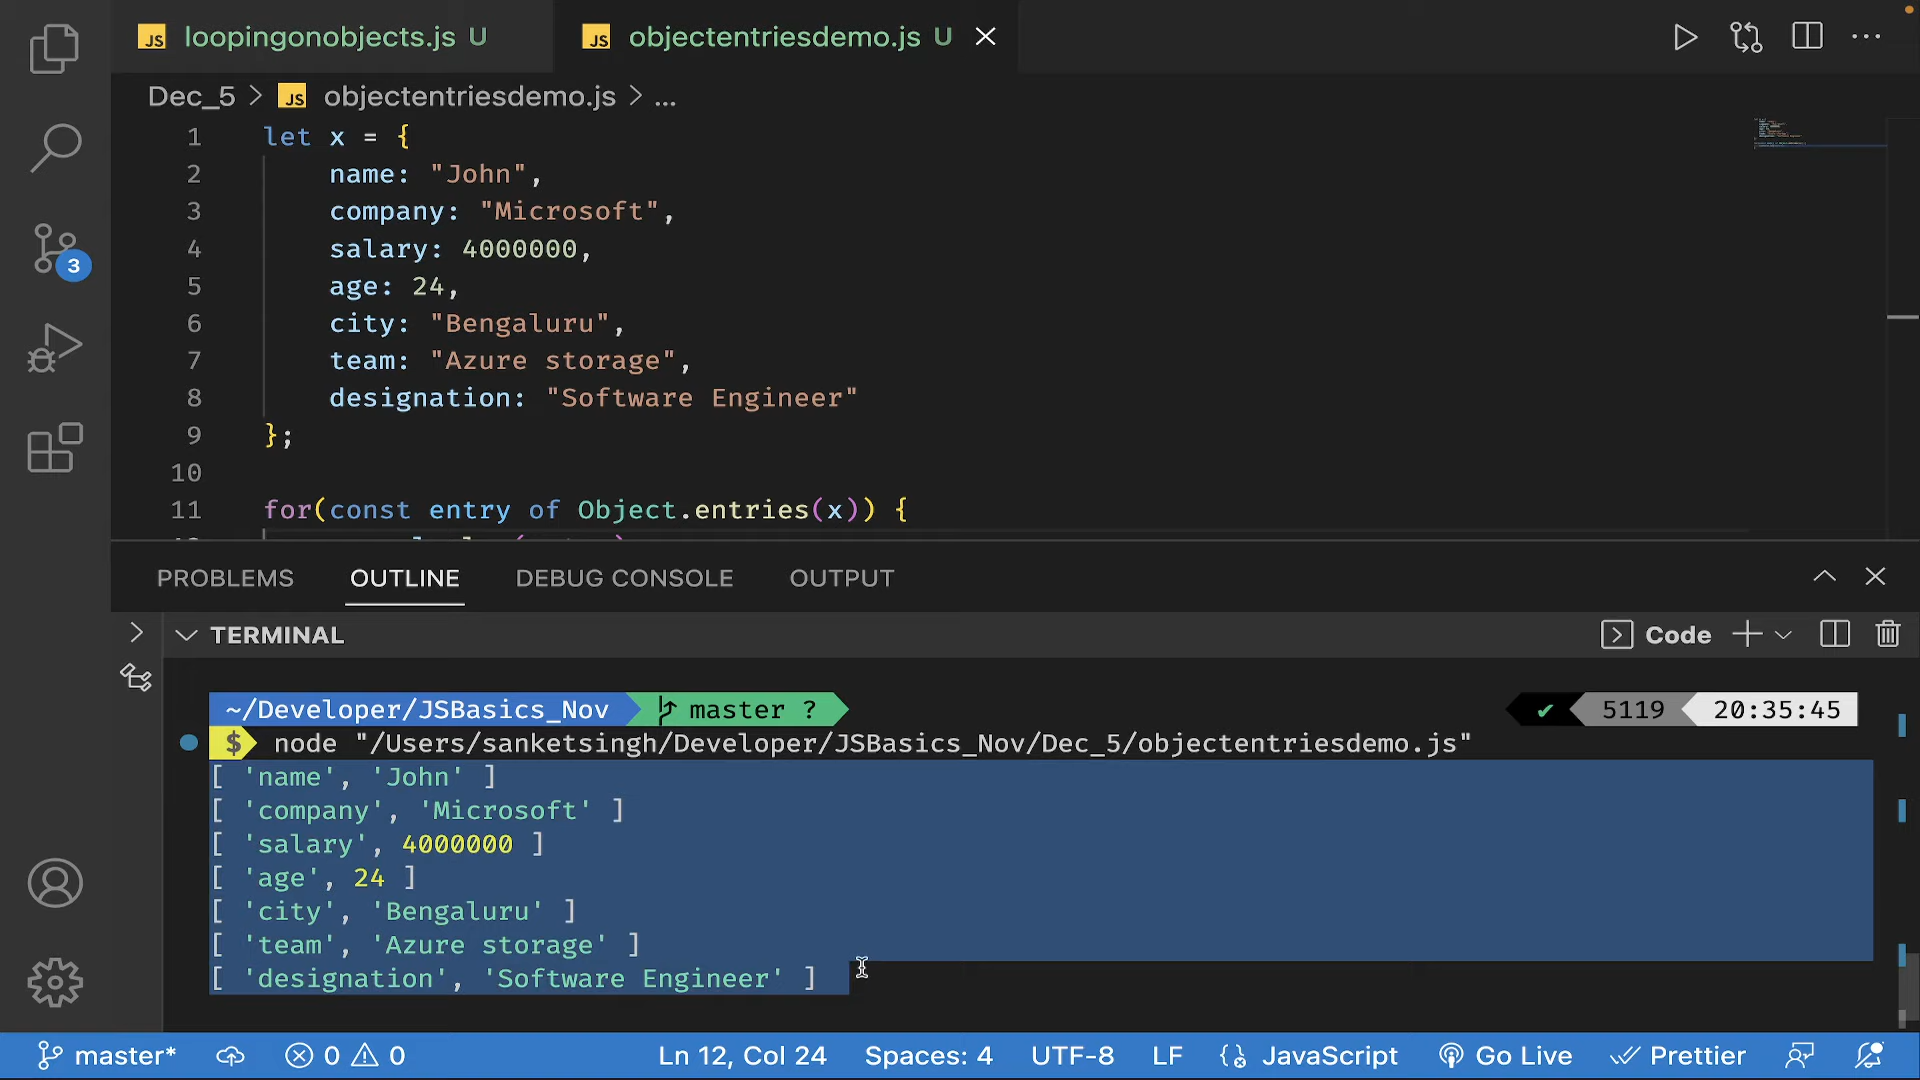 JS loopingonobjects.js U
JS objectentriesdemo.js U
Dec_5 > JS objectentriesdemo.js > ...
1 let x = {
2 name: "John",
3 company: "Microsoft",
4 salary: 4000000,
5 age: 24,
6 city: "Bengaluru",
7 team: "Azure storage",
8 designation: "Software Engineer"
9 };
10
11 for(const entry of Object.entries(x)) {
3
PROBLEMS OUTLINE DEBUG CONSOLE OUTPUT
TERMINAL
Code
~/Developer/JSBasics_Nov master ? ✔ 5119 20:35:45
$ node "/Users/sanketsingh/Developer/JSBasics_Nov/Dec_5/objectentriesdemo.js"
[ 'name', 'John' ]
[ 'company', 'Microsoft' ]
[ 'salary', 4000000 ]
[ 'age', 24 ]
[ 'city', 'Bengaluru' ]
[ 'team', 'Azure storage' ]
[ 'designation', 'Software Engineer' ]
master* 0 0 Ln 12, Col 24 Spaces: 4 UTF-8 LF JavaScript Go Live Prettier